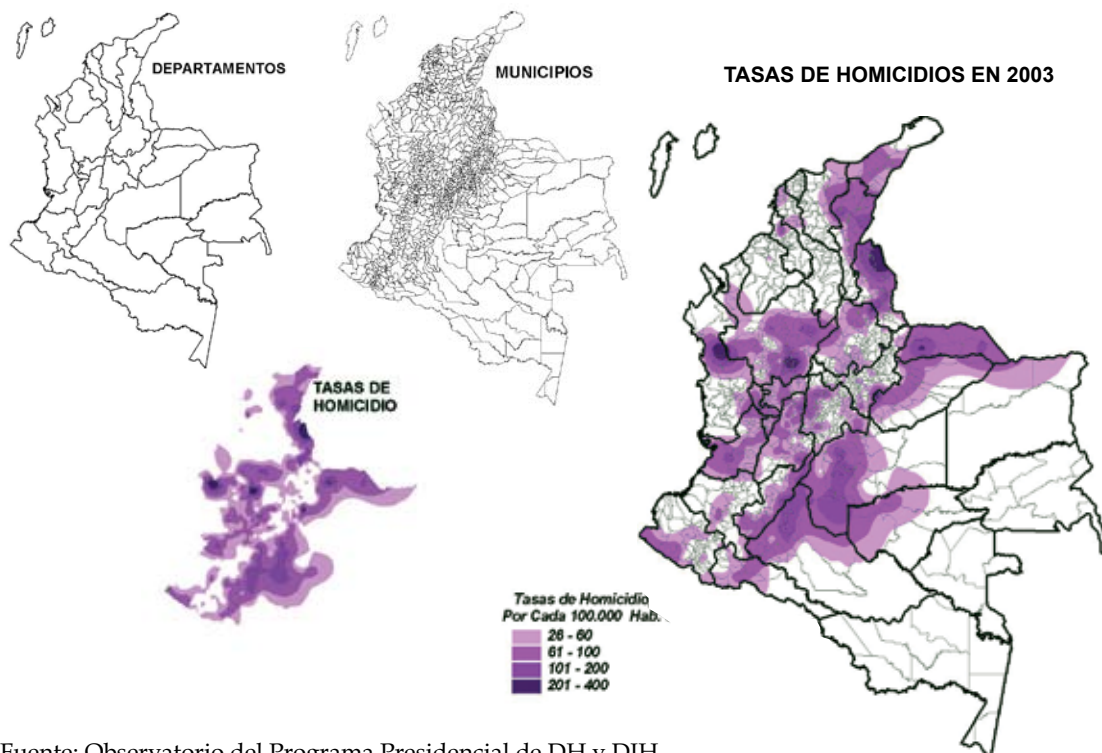 DEPARTAMENTOS
MUNICIPIOS
TASAS DE HOMICIDIOS EN 2003
TASAS DE
HOMICIDIO
Tasas de Homicidio
Por Cada 100.000 Hab.
26 - 60
61 - 100
101 - 200
201 - 400
Fuente: Observatorio del Programa Presidencial de DH y DIH